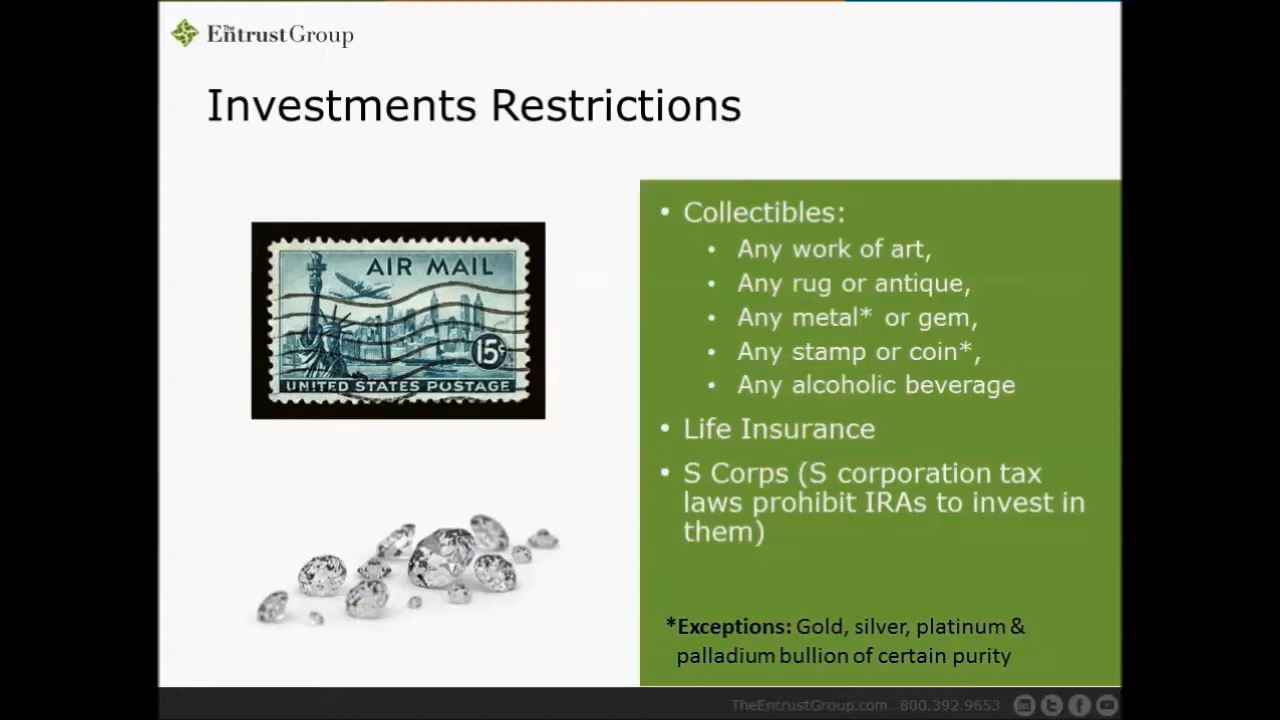 The EntrustGroup
Investments Restrictions
AIR MAIL
15¢
UNITED STATES POSTAGE
• Collectibles:
• Any work of art,
• Any rug or antique,
• Any metal* or gem,
• Any stamp or coin*,
• Any alcoholic beverage
• Life Insurance
• S Corps (S corporation tax
laws prohibit IRAs to invest in
them)
*Exceptions: Gold, silver, platinum &
palladium bullion of certain purity
TheEntrustGroup.com 800.392.9653